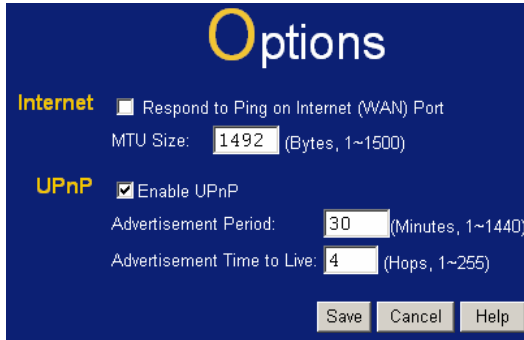 Options
Internet
Respond to Ping on Internet (WAN) Port
MTU Size: 1492 (Bytes, 1~1500)
UPnP
Enable UPnP
Advertisement Period: 30 (Minutes, 1~1440)
Advertisement Time to Live: 4 (Hops, 1~255)
Save Cancel Help